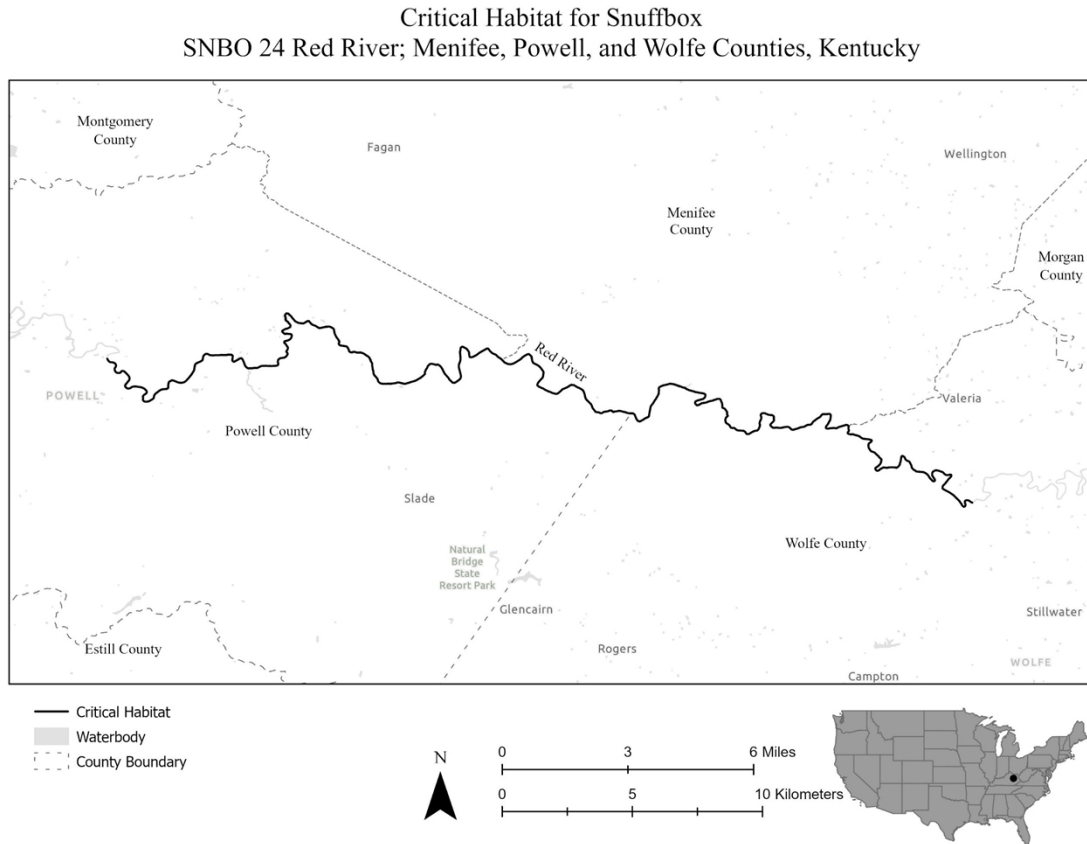 Critical Habitat for Snuffbox
SNBO 24 Red River; Menifee, Powell, and Wolfe Counties, Kentucky
Montgomery
County
Fagan
Wellington
Menifee
County
Morgan
County
Red River
POWELL
Valeria
Powell County
Slade
Wolfe County
Natural
Bridge
State
Resort Park
Glencairn
Stillwater
Estill County
Rogers
WOLFE
Campton
Critical Habitat
Waterbody
County Boundary
N
0 3 6 Miles
0 5 10 Kilometers